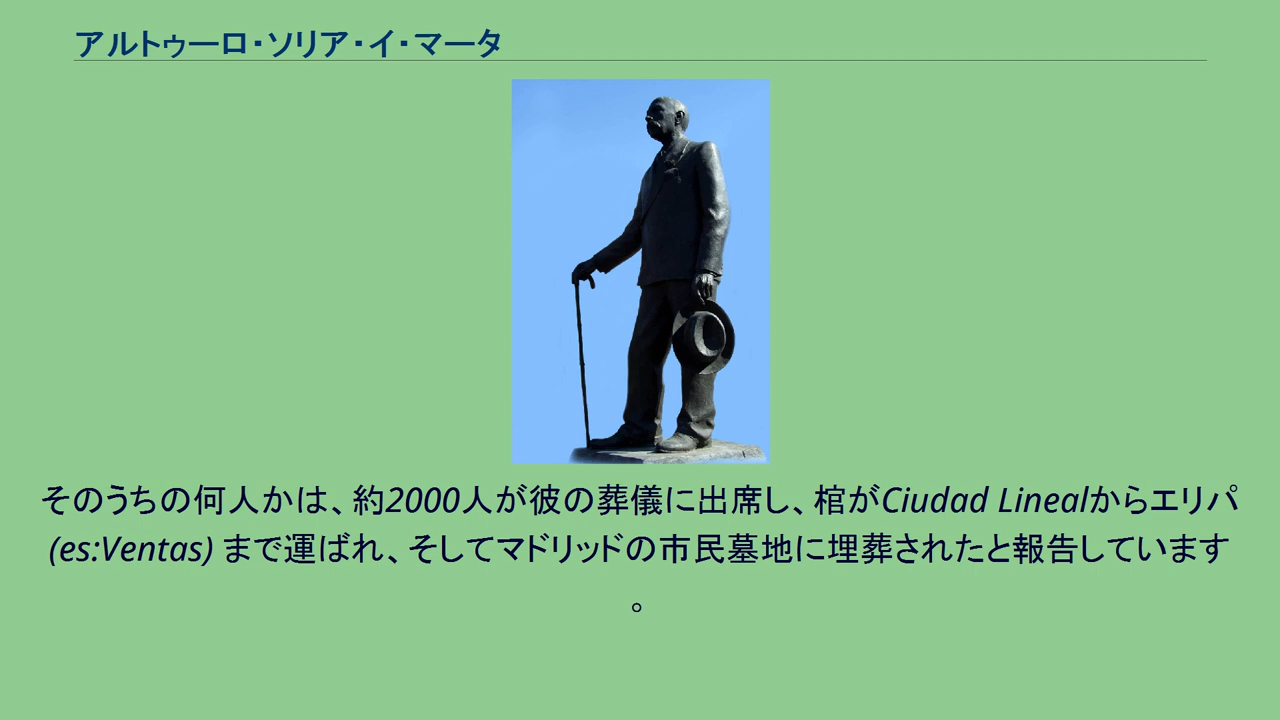 アルトゥーロ・ソリア・イ・マータ
そのうちの何人かは、約2000人が彼の葬儀に出席し、棺がCiudad Linealからエリパ
(es:Ventas) まで運ばれ、そしてマドリッドの市民墓地に埋葬されたと報告しています
。